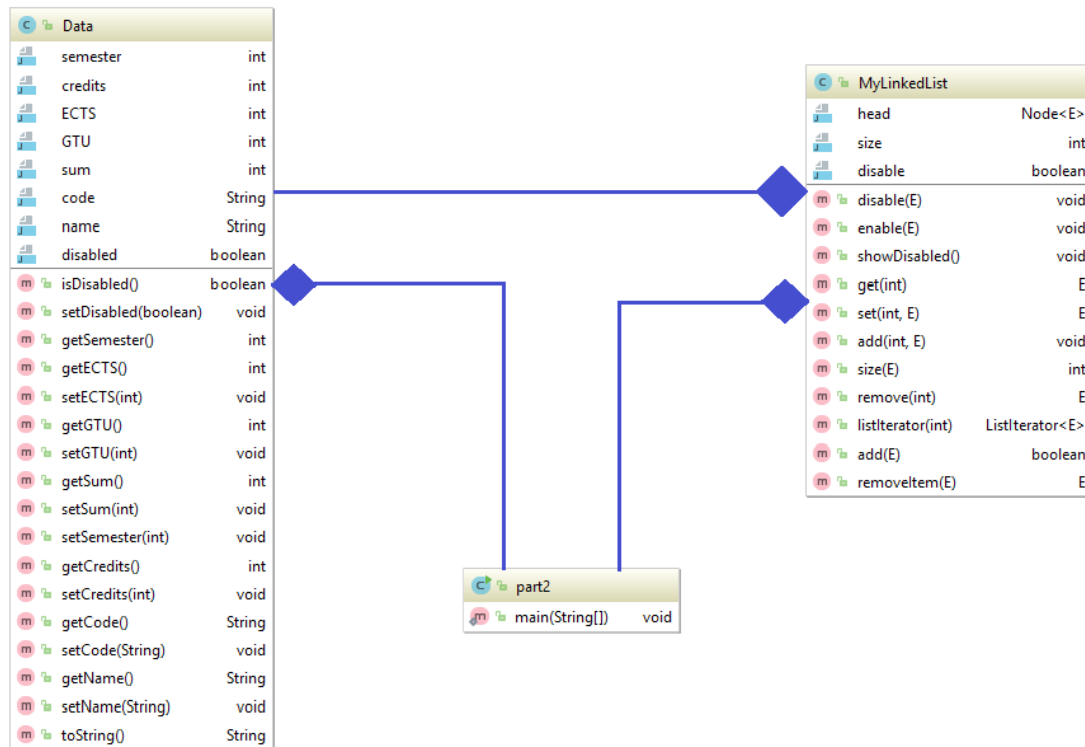 Data
semester int
credits int
ECTS int
GTU int
sum int
code String
name String
disabled boolean
isDisabled() boolean
setDisabled(boolean) void
getSemester() int
getECTS() int
setECTS(int) void
getGTU() int
setGTU(int) void
getSum() int
setSum(int) void
setSemester(int) void
getCredits() int
setCredits(int) void
getCode() String
setCode(String) void
getName() String
setName(String) void
toString() String
MyLinkedList
head Node<E>
size int
disable boolean
disable(E) void
enable(E) void
showDisabled() void
get(int) E
set(int, E) E
add(int, E) void
size(E) int
remove(int) E
listIterator(int) ListIterator<E>
add(E) boolean
removeItem(E) E
part2
main(String[]) void